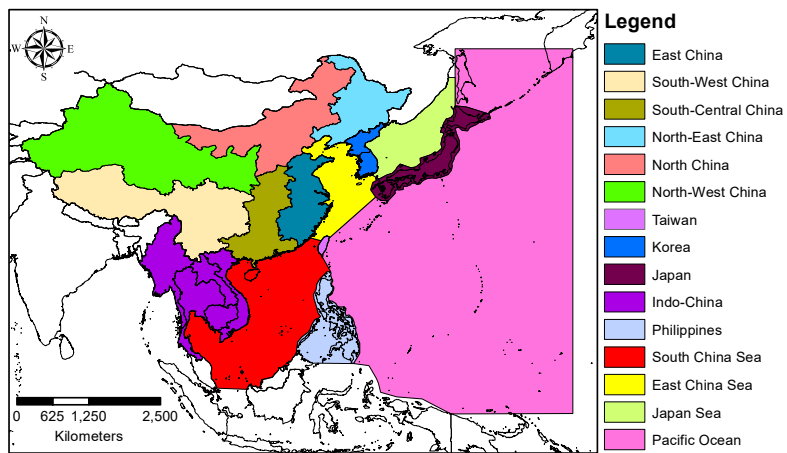 N
W E
S
Legend
East China
South-West China
South-Central China
North-East China
North China
North-West China
Taiwan
Korea
Japan
Indo-China
Philippines
South China Sea
East China Sea
Japan Sea
Pacific Ocean
0 625 1,250 2,500
Kilometers